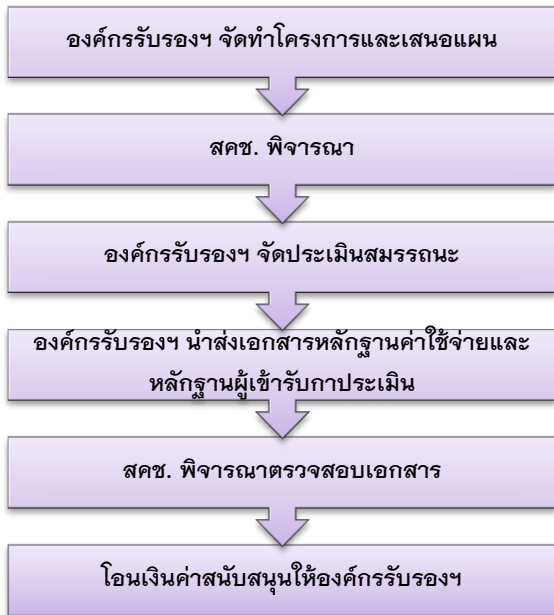 องค์กรรับรองฯ จัดทำโครงการและเสนอแผน
สคช. พิจารณา
องค์กรรับรองฯ จัดประเมินสมรรถนะ
องค์กรรับรองฯ นำส่งเอกสารหลักฐานค่าใช้จ่ายและ
หลักฐานผู้เข้ารับกาประเมิน
สคช. พิจารณาตรวจสอบเอกสาร
โอนเงินค่าสนับสนุนให้องค์กรรับรองฯ